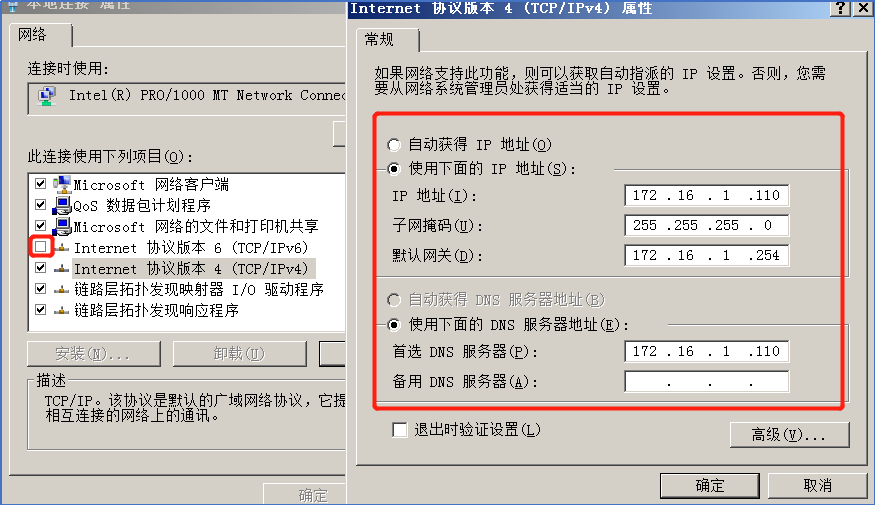 本地连接 属性
网络
连接时使用:
Intel(R) PRO/1000 MT Network Connec
此连接使用下列项目(O):
Microsoft 网络客户端
QoS 数据包计划程序
Microsoft 网络的文件和打印机共享
Internet 协议版本 6 (TCP/IPv6)
Internet 协议版本 4 (TCP/IPv4)
链路层拓扑发现映射器 I/O 驱动程序
链路层拓扑发现响应程序
安装(N)...
卸载(U)
描述
TCP/IP。该协议是默认的广域网络协议，它提
相互连接的网络上的通讯。
确定
Internet 协议版本 4 (TCP/IPv4) 属性
常规
如果网络支持此功能，则可以获取自动指派的 IP 设置。否则，您需
要从网络系统管理员处获得适当的 IP 设置。
自动获得 IP 地址(O)
使用下面的 IP 地址(S):
IP 地址(I): 172 .16 . 1 .110
子网掩码(U): 255 .255 .255 . 0
默认网关(D): 172 .16 . 1 .254
自动获得 DNS 服务器地址(B)
使用下面的 DNS 服务器地址(E):
首选 DNS 服务器(P): 172 .16 . 1 .110
备用 DNS 服务器(A): . . .
退出时验证设置(L)
高级(V)...
确定
取消